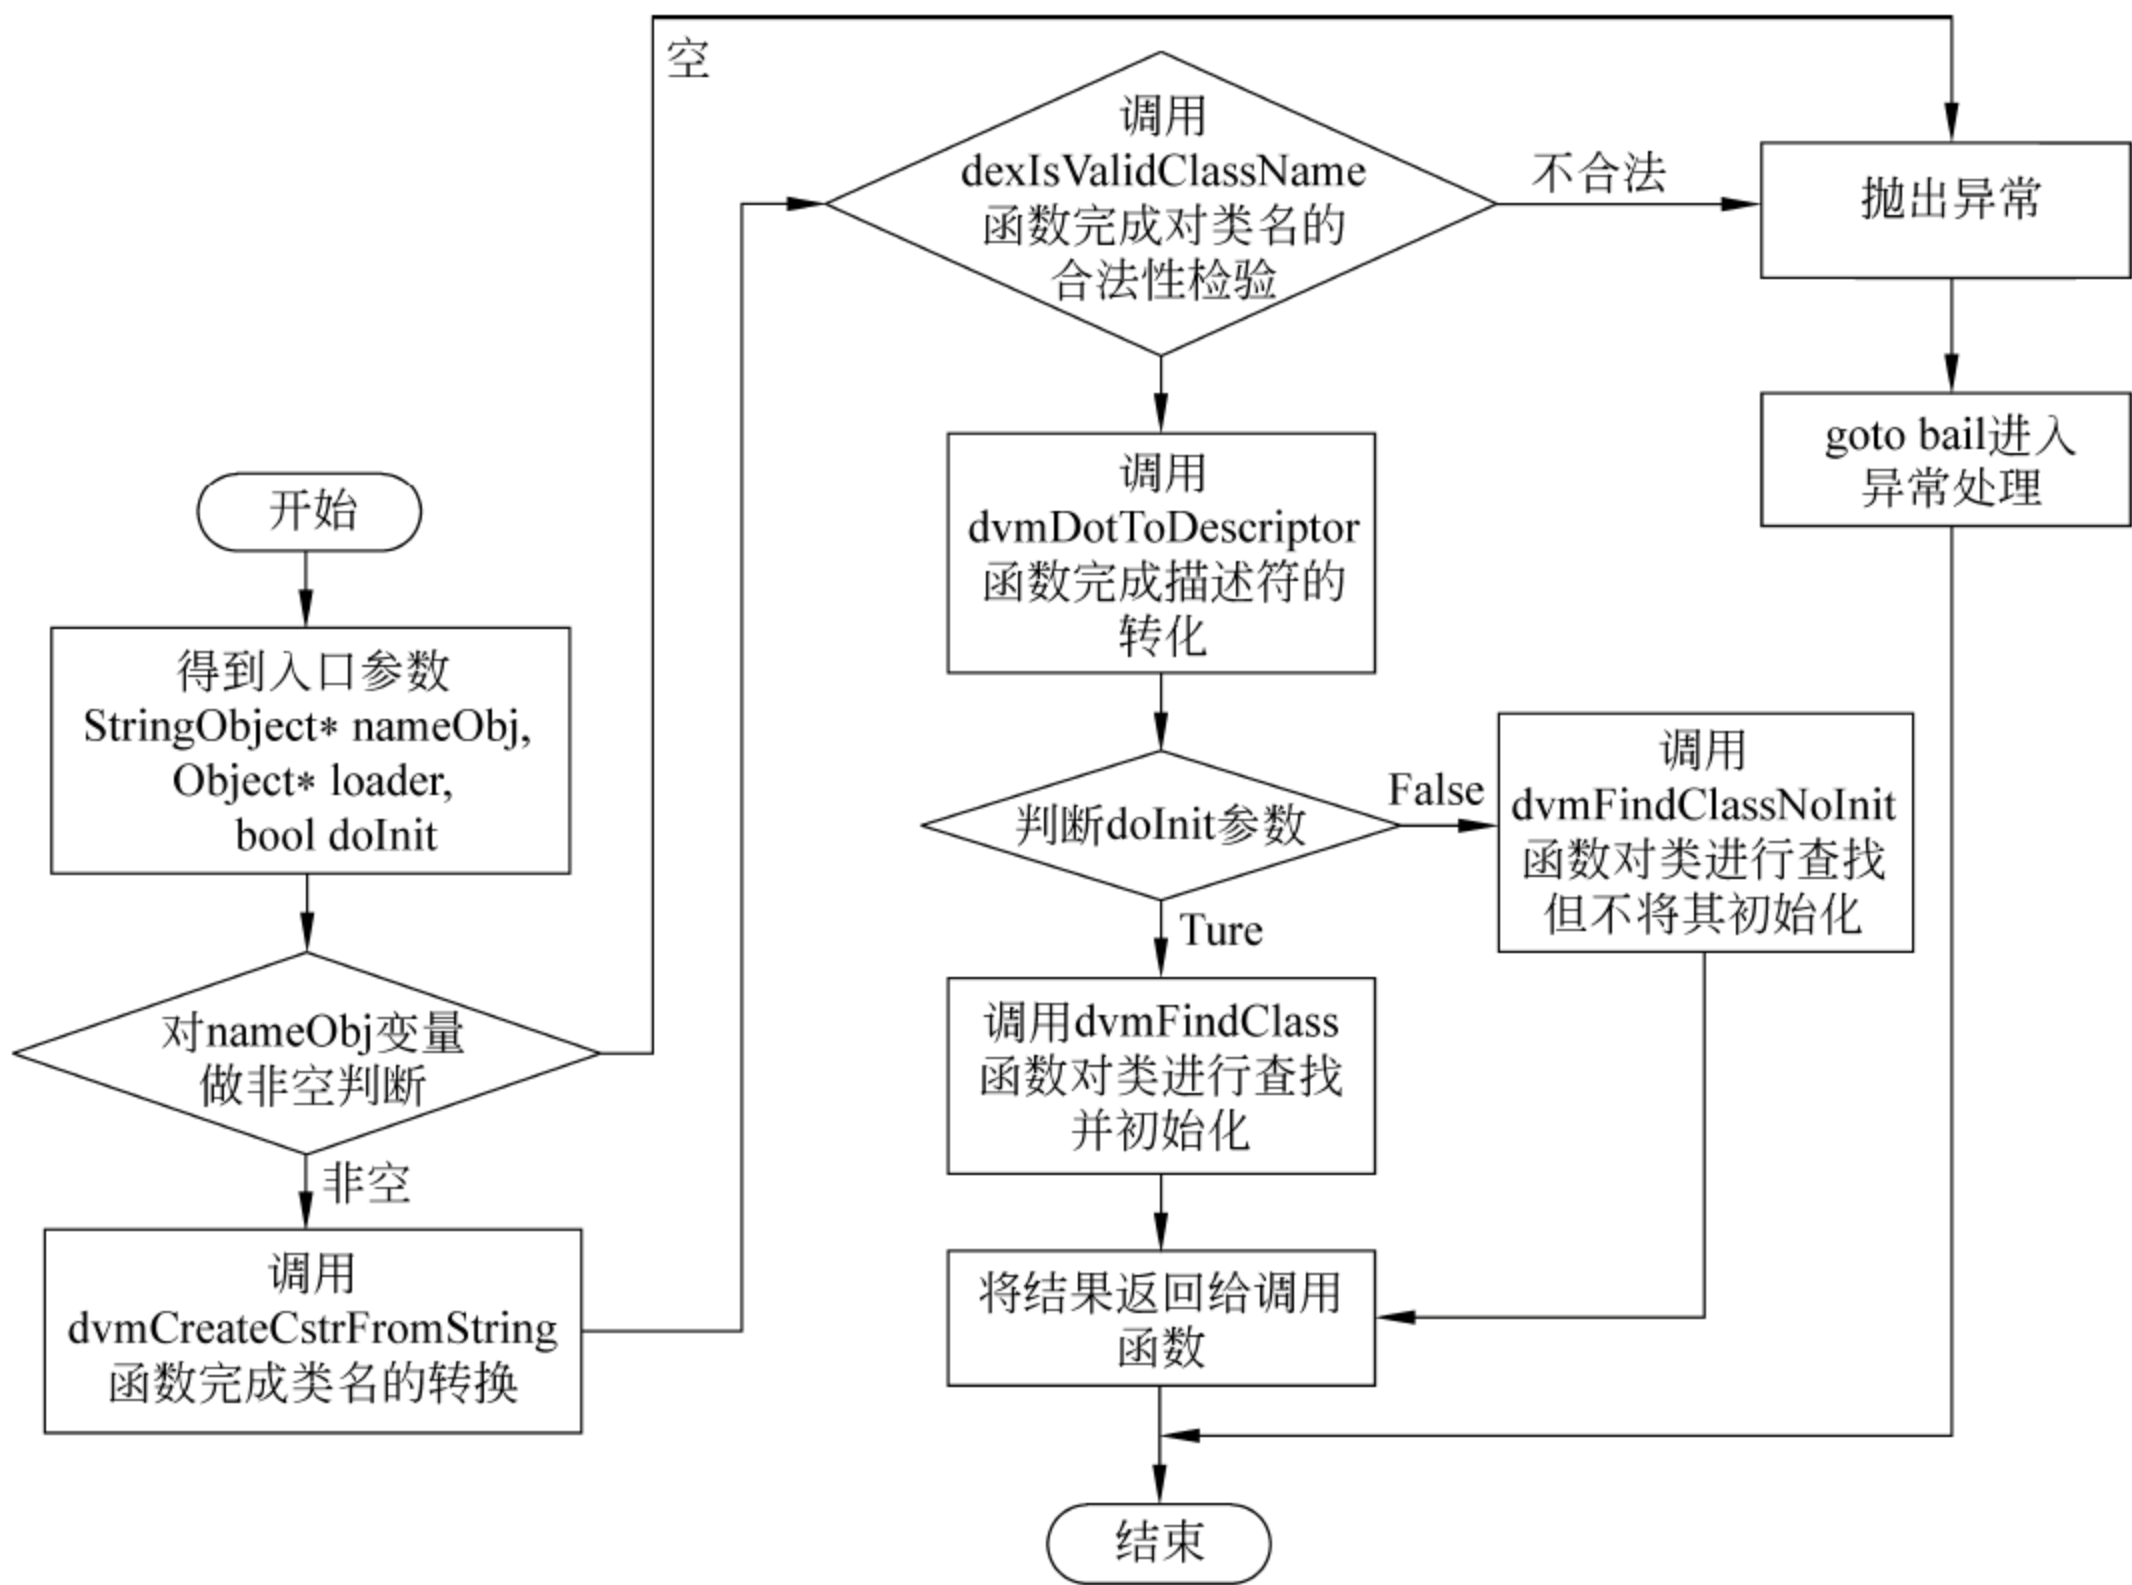 开始
得到入口参数
StringObject* nameObj,
Object* loader,
bool doInit
对nameObj变量
做非空判断
空
非空
调用
dvmCreateCstrFromString
函数完成类名的转换
调用
dexIsValidClassName
函数完成对类名的
合法性检验
不合法
抛出异常
goto bail进入
异常处理
调用
dvmDotToDescriptor
函数完成描述符的
转化
判断doInit参数
False
调用
dvmFindClassNoInit
函数对类进行查找
但不将其初始化
Ture
调用dvmFindClass
函数对类进行查找
并初始化
将结果返回给调用
函数
结束